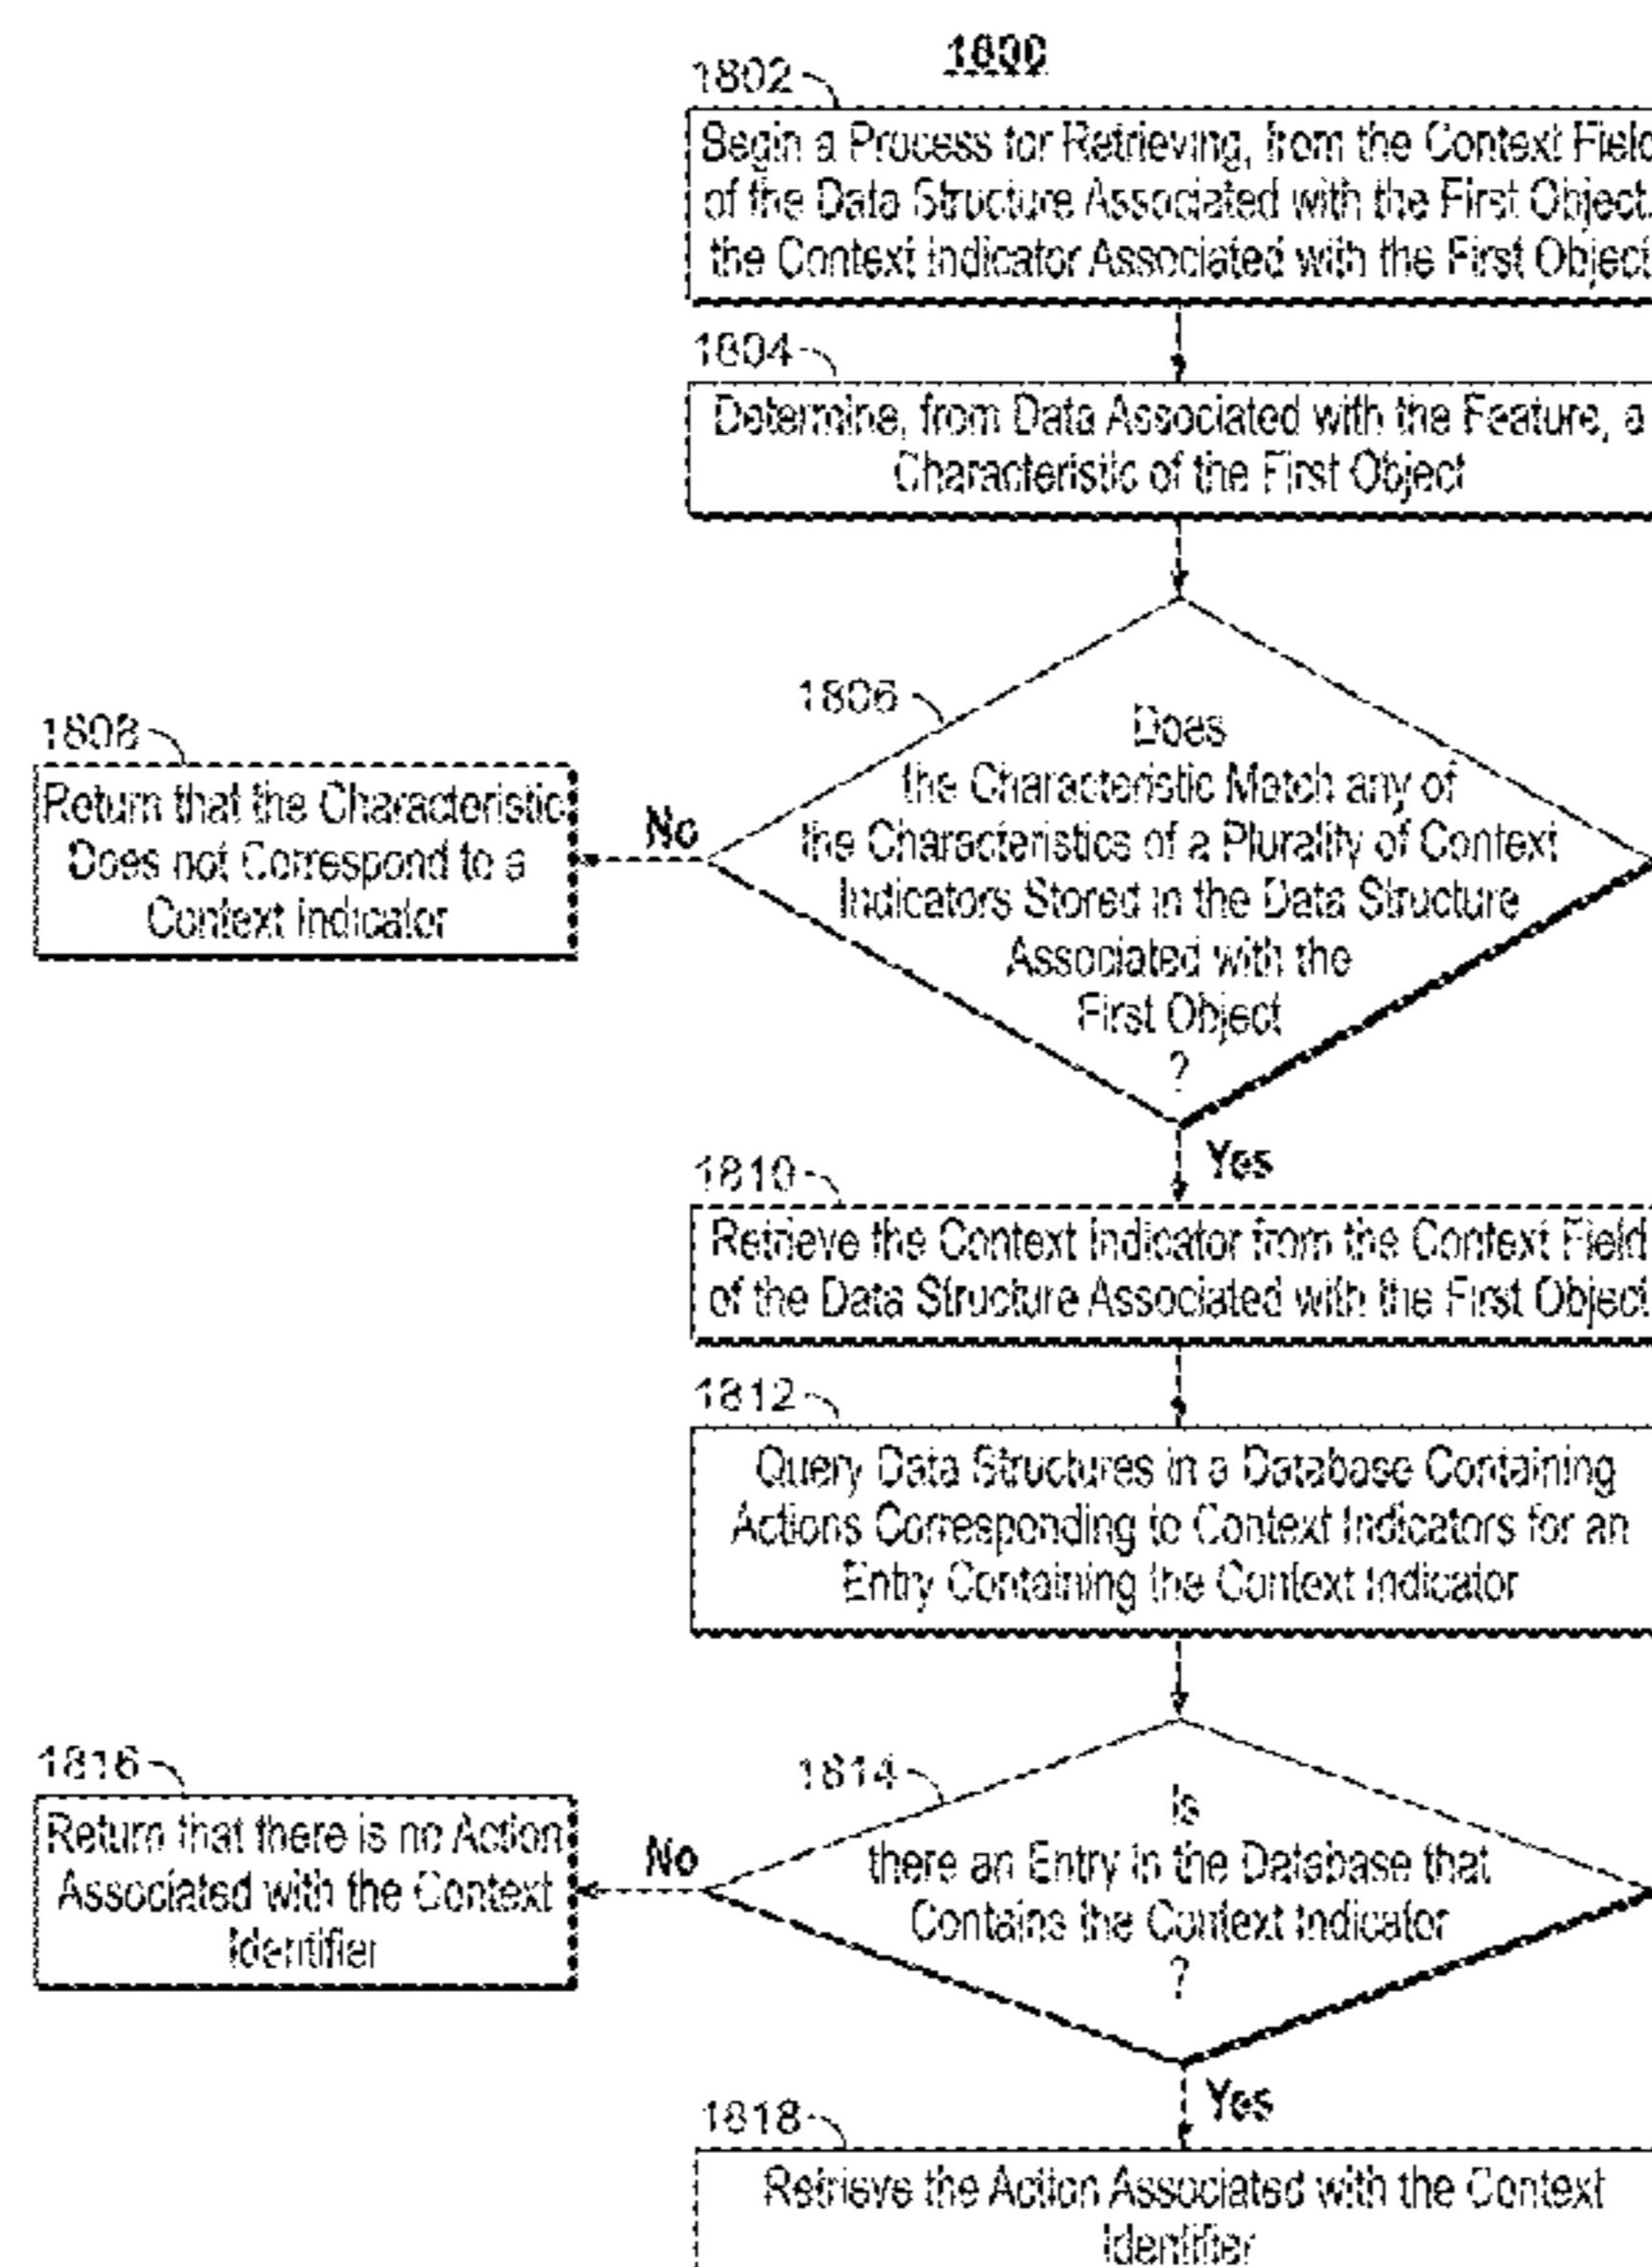 1800
1802
Begin a Process for Retrieving, from the Context Field
of the Data Structure Associated with the First Object,
the Context Indicator Associated with the First Object
1804
Determine, from Data Associated with the Feature, a
Characteristic of the First Object
1806
Does
the Characteristic Match any of
the Characteristics of a Plurality of Context
Indicators Stored in the Data Structure
Associated with the
First Object
?
No
1808
Return that the Characteristic
Does not Correspond to a
Context Indicator
Yes
1810
Retrieve the Context Indicator from the Context Field
of the Data Structure Associated with the First Object
1812
Query Data Structures in a Database Containing
Actions Corresponding to Context Indicators for an
Entry Containing the Context Indicator
1814
Is
there an Entry in the Database that
Contains the Context Indicator
?
No
1816
Return that there is no Action
Associated with the Context
Identifier
Yes
1818
Retrieve the Action Associated with the Context
Identifier